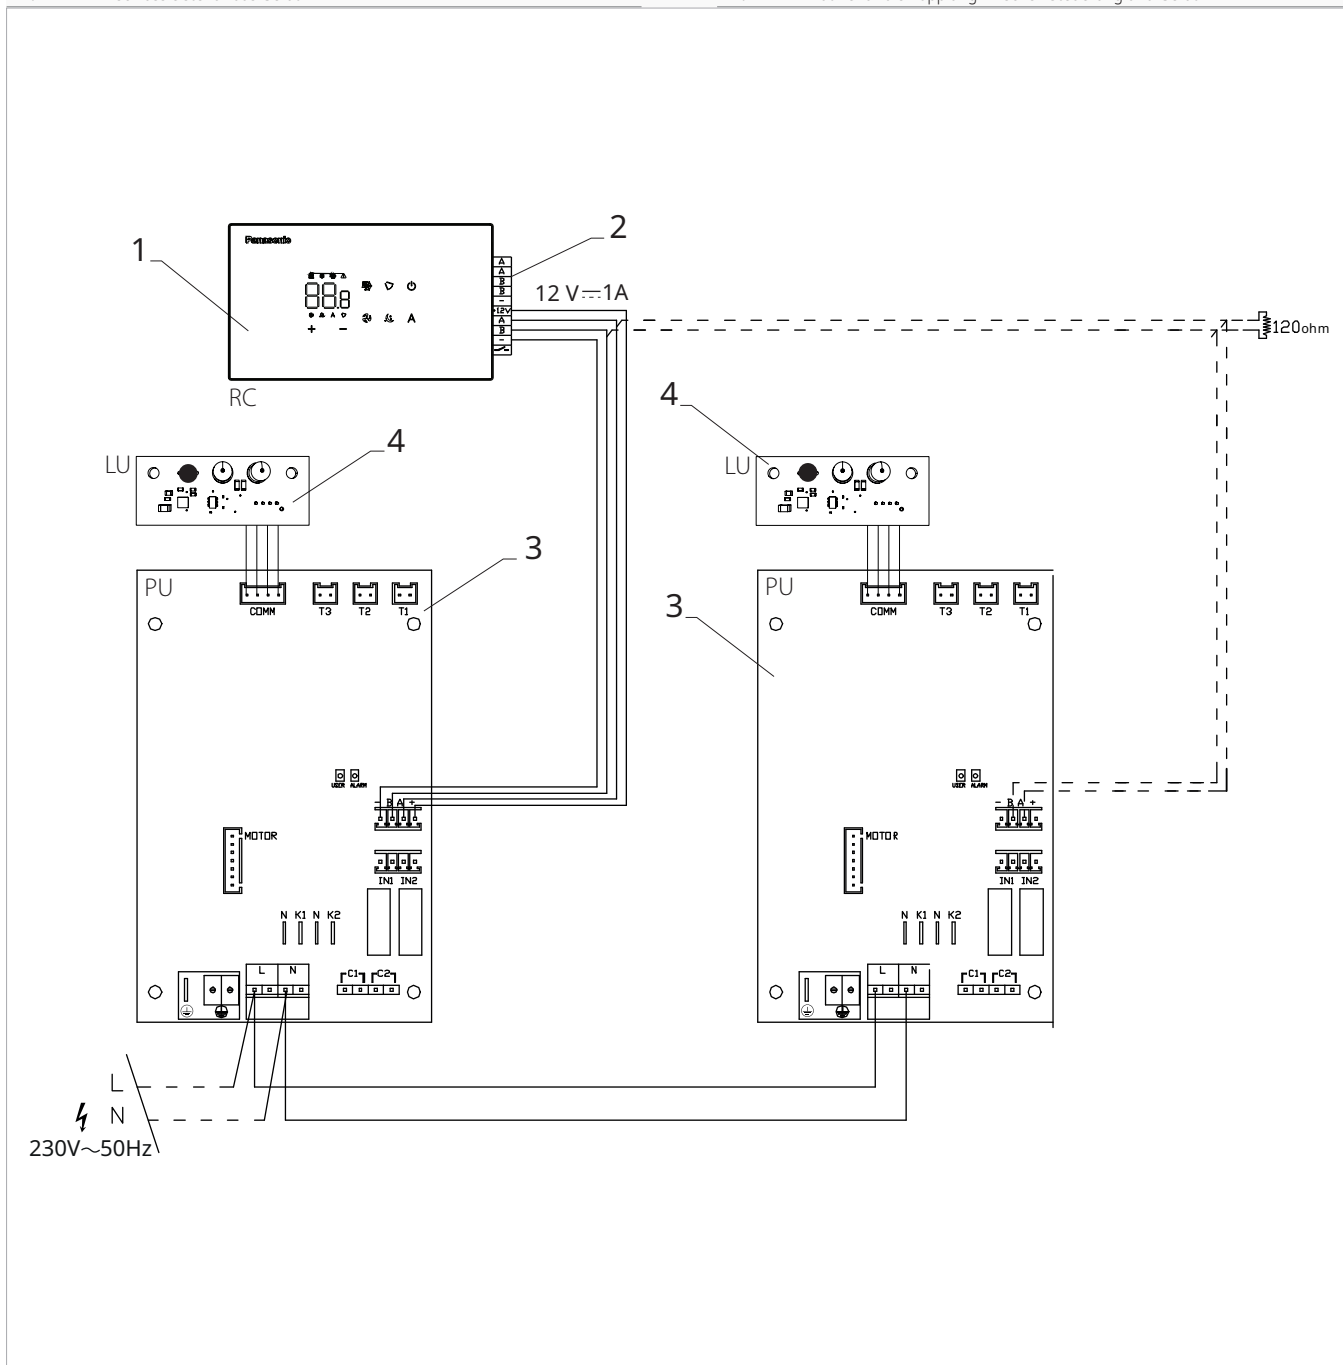 Panasonic
1
2
A
A
B
B
-
+12V
A
B
-
12 V⎓1A
88.8
A
+ -
A
RC
120ohm
4
LU
4
LU
3
PU
COMM T3 T2 T1
3
PU
COMM T3 T2 T1
USER ALARM
- B A +
MOTOR
IN1 IN2
N K1 N K2
L N
C1 C2
USER ALARM
- B A +
MOTOR
IN1 IN2
N K1 N K2
L N
C1 C2
L
N
230V~50Hz